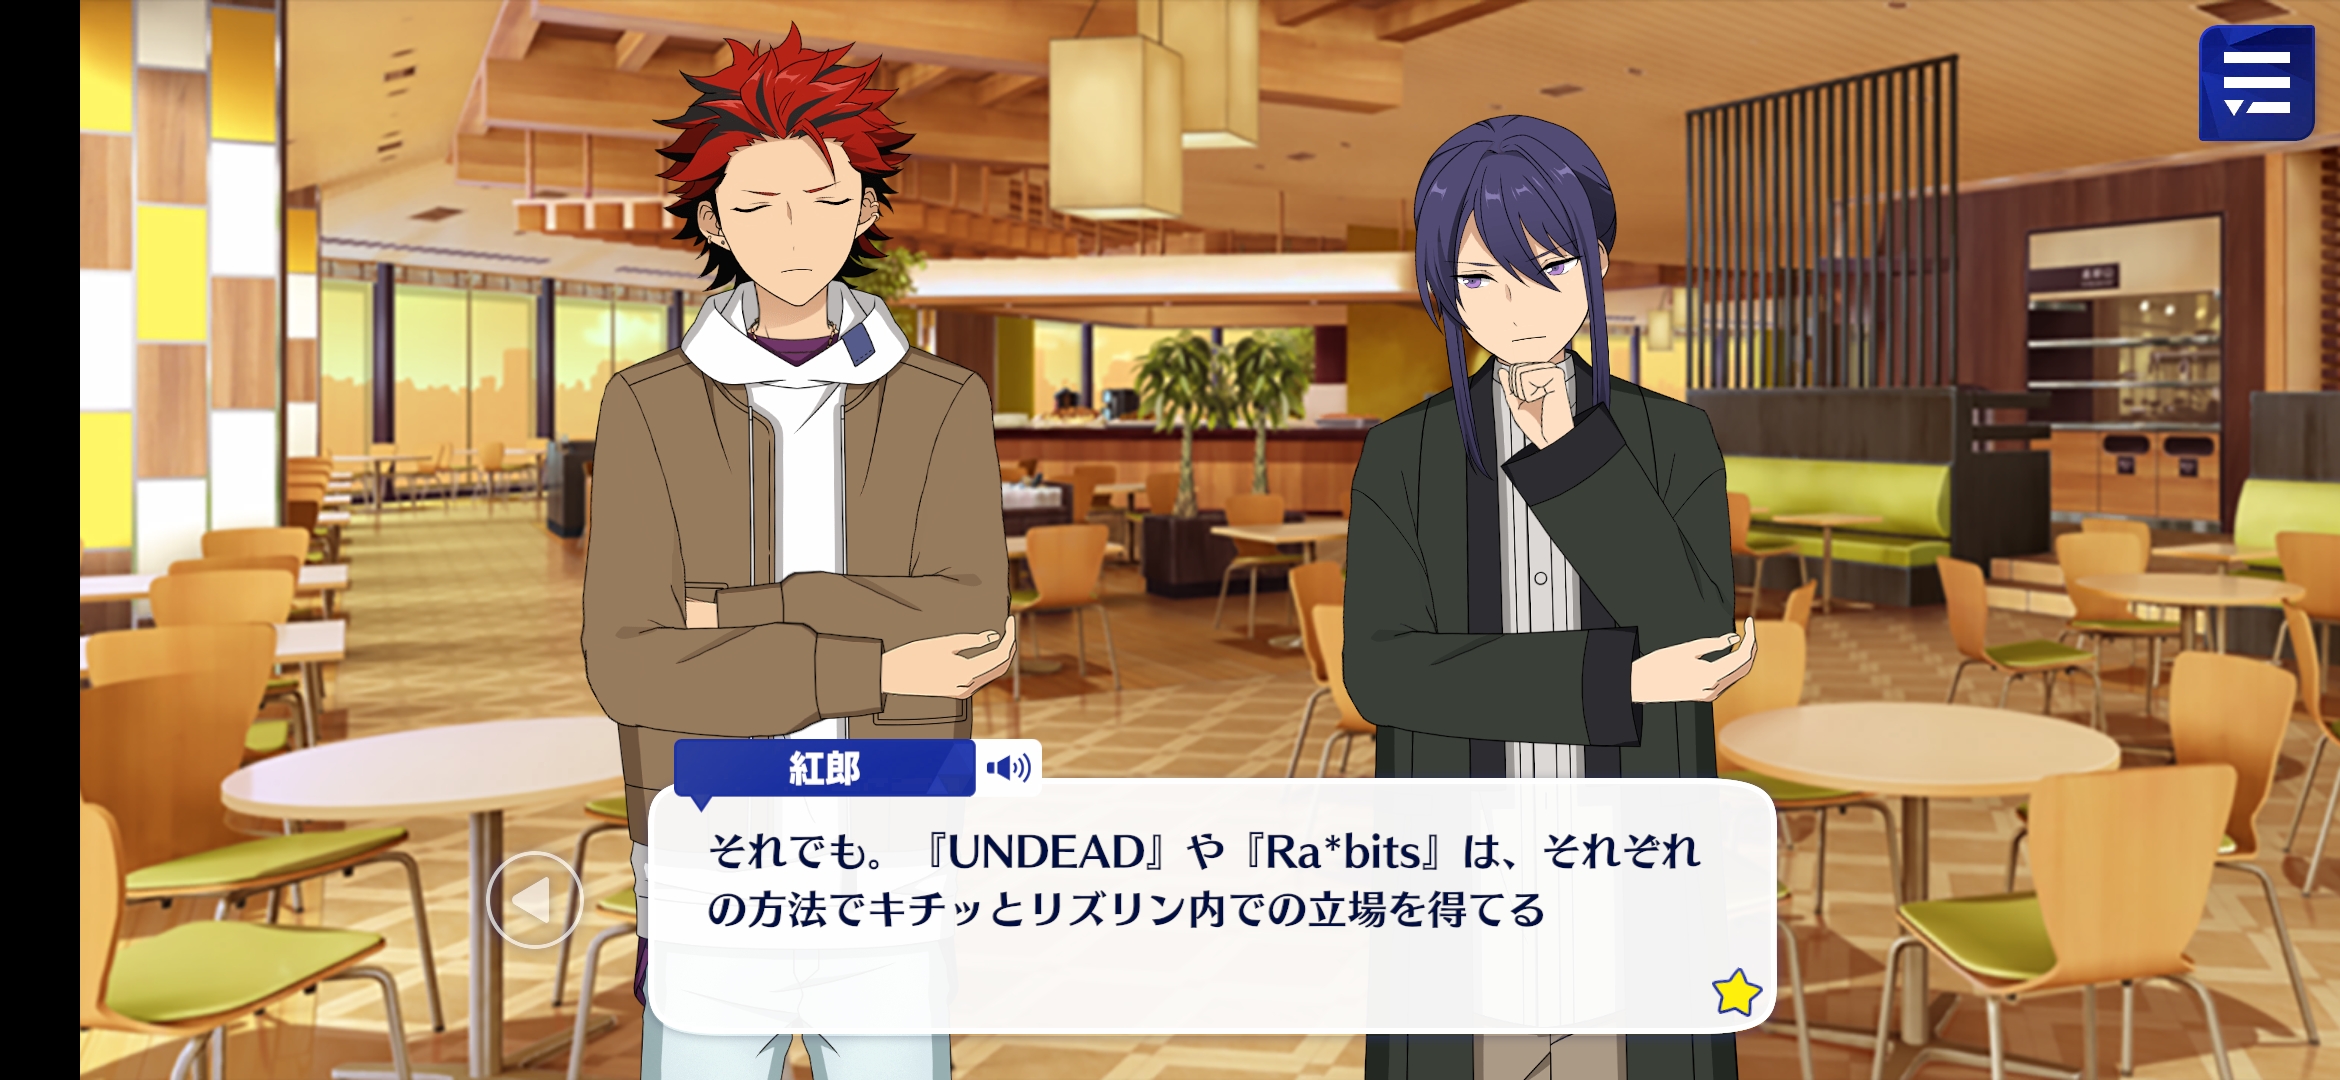 紅郎
それでも。『UNDEAD』や『Ra*bits』は、それぞれ
の方法でキチッとリズリン内での立場を得てる